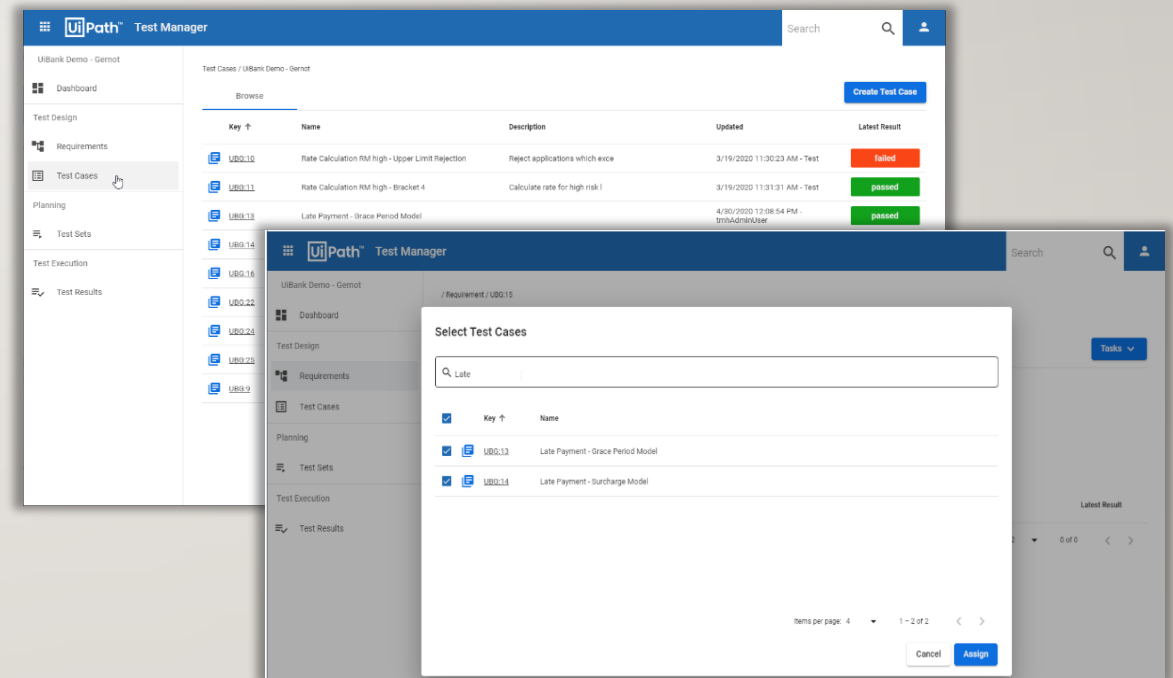 UiPath™ Test Manager
Search
UiBank Demo - Gernot
Dashboard
Test Design
Requirements
Test Cases
Planning
Test Sets
Test Execution
Test Results
Test Cases / UiBank Demo - Gernot
Browse
Create Test Case
Key ↑ Name Description Updated Latest Result
UBG:10 Rate Calculation RM high - Upper Limit Rejection Reject applications which exce 3/19/2020 11:30:23 AM - Test failed
UBG:11 Rate Calculation RM high - Bracket 4 Calculate rate for high risk l 3/19/2020 11:31:31 AM - Test passed
UBG:13 Late Payment - Grace Period Model 4/30/2020 12:08:54 PM - passed
tmhAdminUser
UBG:14
UBG:16
UBG:22
UBG:24
UBG:25
UBG:9
UiPath™ Test Manager
Search
UiBank Demo - Gernot
Dashboard
Test Design
Requirements
Test Cases
Planning
Test Sets
Test Execution
Test Results
/ Requirement / UBG:15
Tasks
Select Test Cases
Late
Key ↑ Name
UBG:13 Late Payment - Grace Period Model
UBG:14 Late Payment - Surcharge Model
Items per page: 4 1 – 2 of 2
Cancel Assign
Latest Result
2 0 of 0